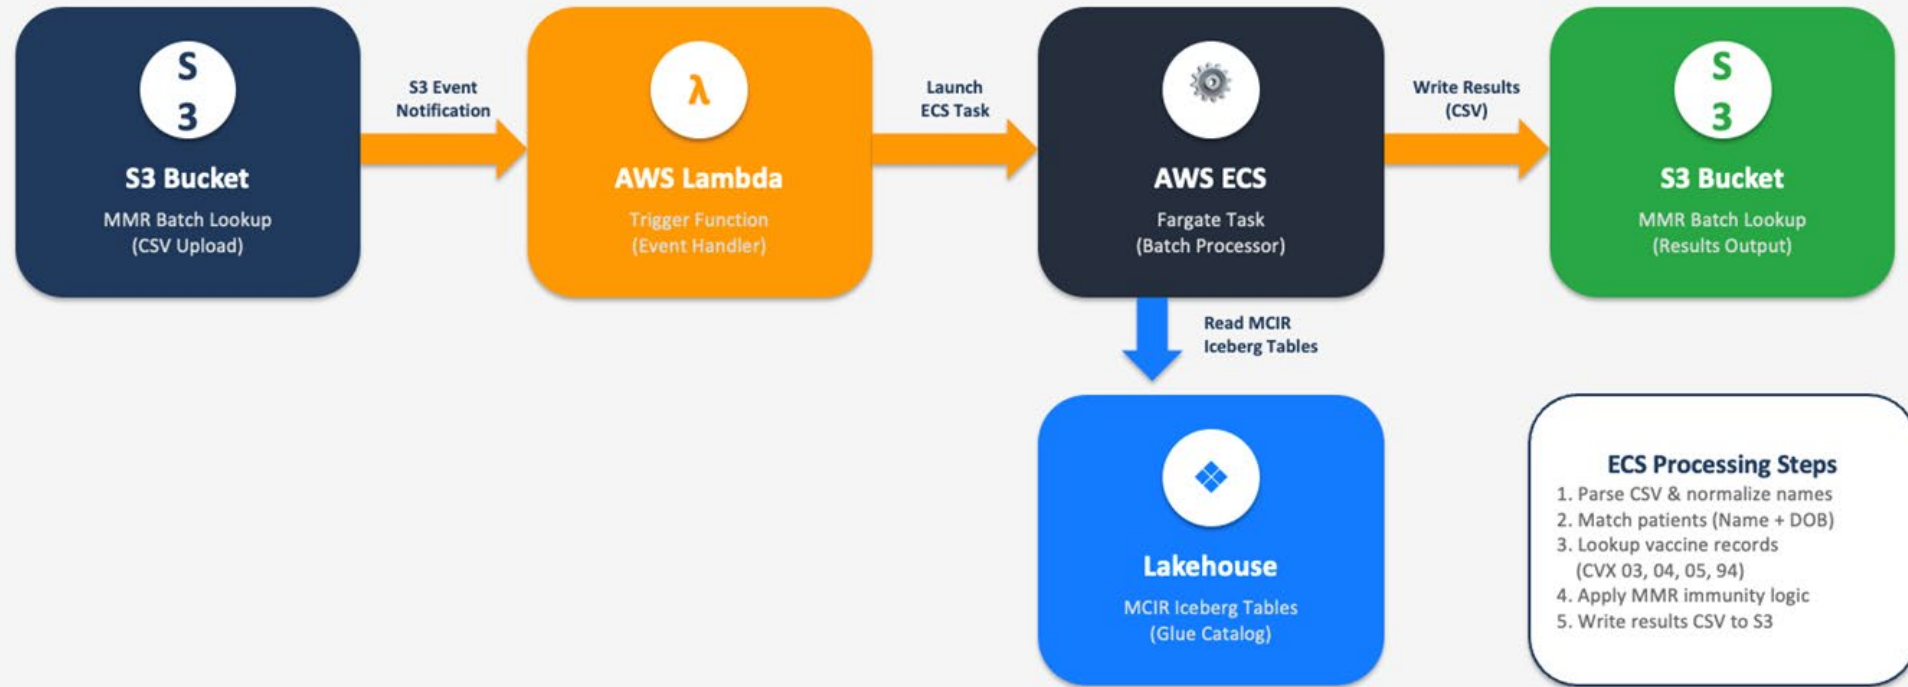 S
3
S3 Bucket
MMR Batch Lookup
(CSV Upload)
S3 Event
Notification
λ
AWS Lambda
Trigger Function
(Event Handler)
Launch
ECS Task
AWS ECS
Fargate Task
(Batch Processor)
Write Results
(CSV)
S
3
S3 Bucket
MMR Batch Lookup
(Results Output)
Read MCIR
Iceberg Tables
Lakehouse
MCIR Iceberg Tables
(Glue Catalog)
ECS Processing Steps
1. Parse CSV & normalize names
2. Match patients (Name + DOB)
3. Lookup vaccine records
(CVX 03, 04, 05, 94)
4. Apply MMR immunity logic
5. Write results CSV to S3